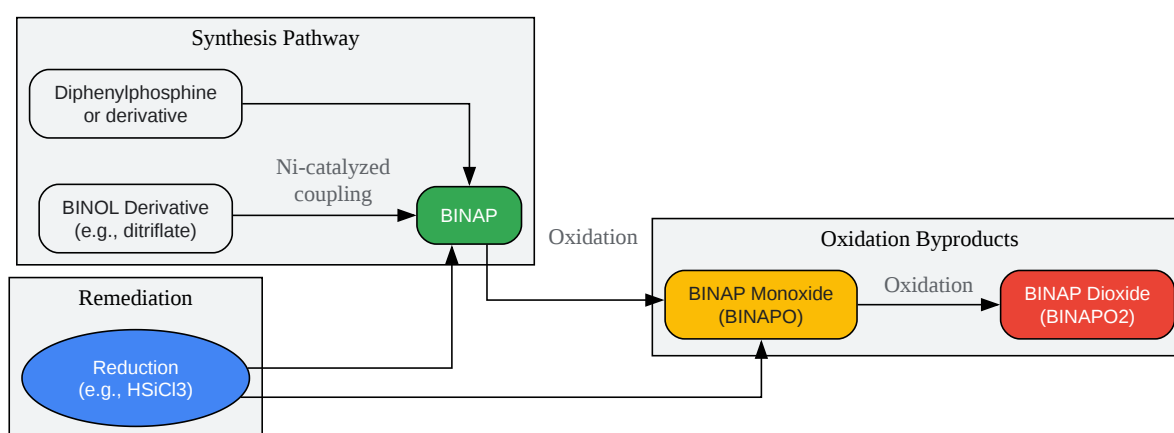 Synthesis Pathway
Diphenylphosphine
or derivative
Ni-catalyzed
coupling
BINOL Derivative
(e.g., ditriflate)
BINAP
Oxidation
Oxidation Byproducts
BINAP Monoxide
(BINAPO)
Oxidation
BINAP Dioxide
(BINAPO2)
Remediation
Reduction
(e.g., HSiCl3)